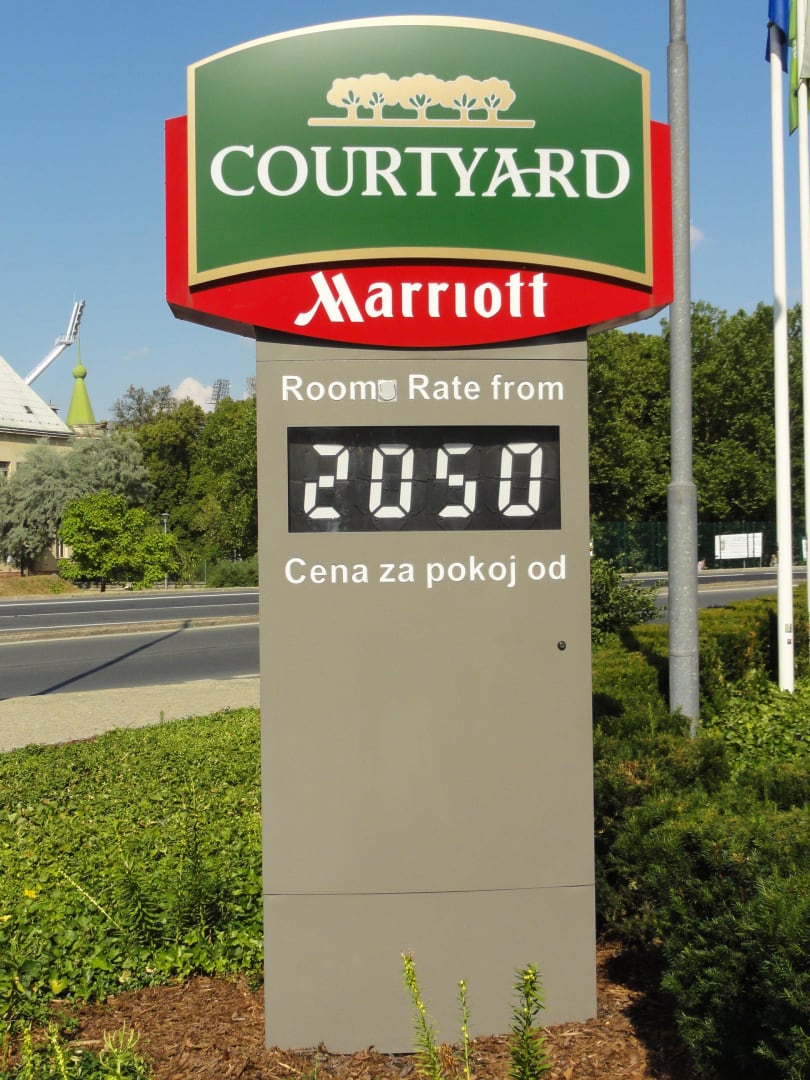 COURTYARD
Marriott
Room Rate from
2050
Cena za pokoj od